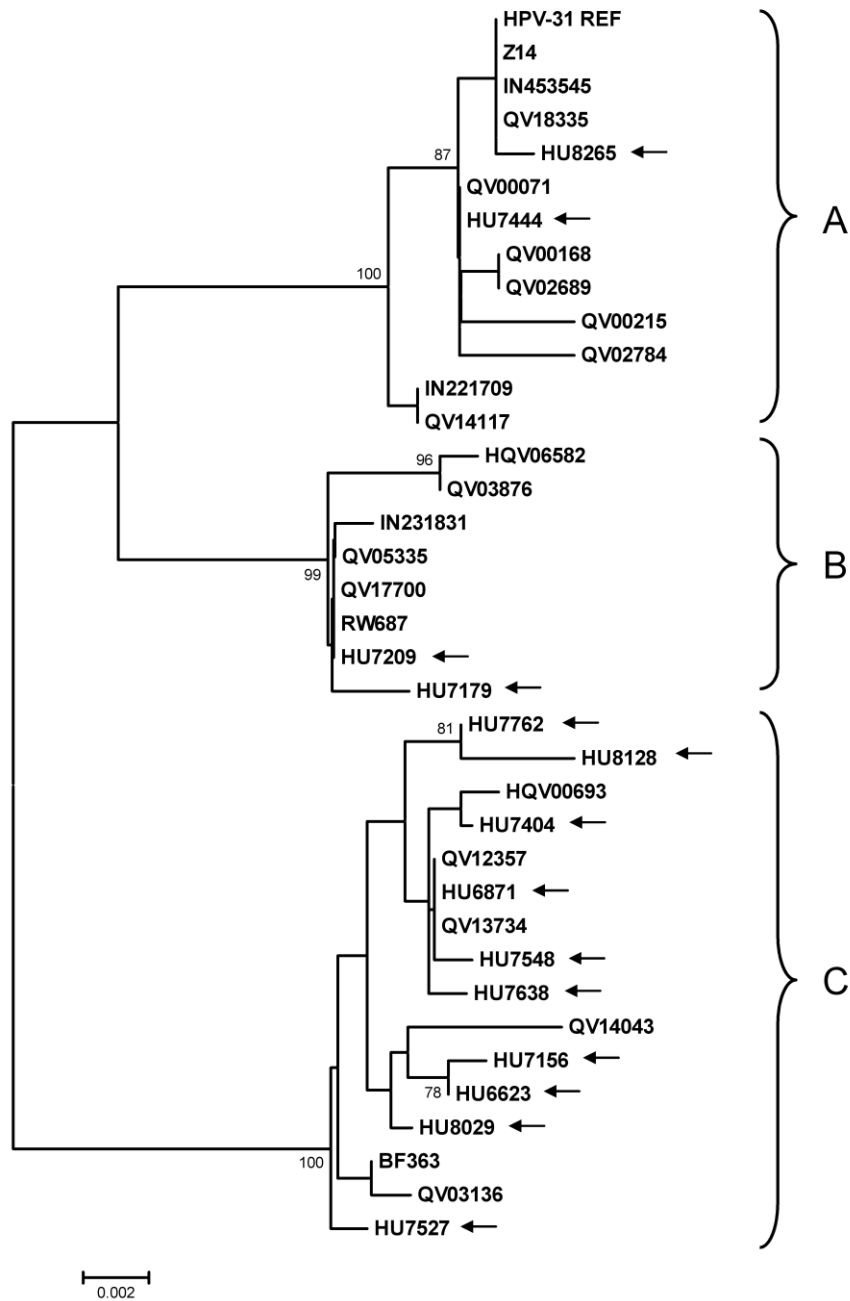 HPV-31 REF
Z14
IN453545
QV18335
HU8265
87
QV00071
HU7444
A
QV00168
100
QV02689
QV00215
QV02784
IN221709
QV14117
HQV06582
96
QV03876
IN231831
QV05335
B
99
QV17700
RW687
HU7209
HU7179
HU7762
81
HU8128
HQV00693
HU7404
QV12357
HU6871
QV13734
HU7548
C
HU7638
QV14043
HU7156
HU6623
78
HU8029
BF363
100
QV03136
HU7527
0.002